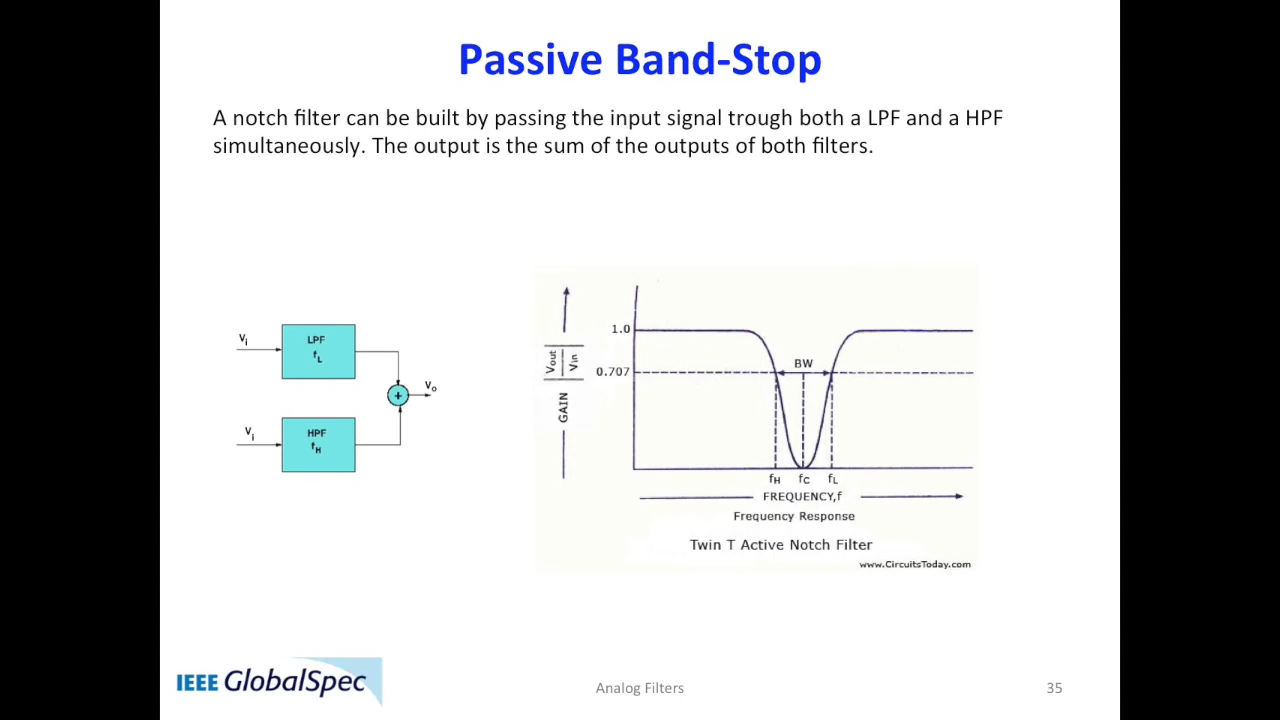 Passive Band-Stop
A notch filter can be built by passing the input signal trough both a LPF and a HPF
simultaneously. The output is the sum of the outputs of both filters.
Vi
LPF
fL
+
Vo
Vi
HPF
fH
GAIN |Vout/Vin|
1.0
0.707
BW
fH fC fL
FREQUENCY,f
Frequency Response
Twin T Active Notch Filter
www.CircuitsToday.com
IEEE GlobalSpec
Analog Filters
35